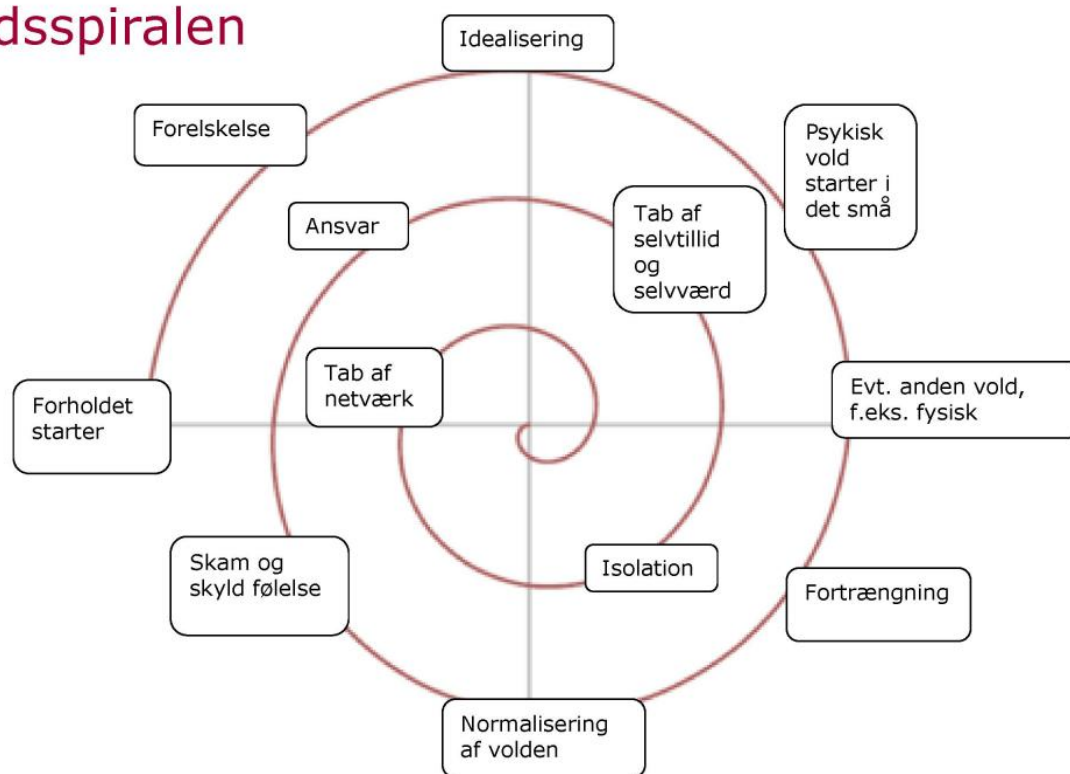 dsspiralen
Idealisering
Forelskelse
Psykisk
vold
starter i
det små
Ansvar
Tab af
selvtillid
og
selvværd
Tab af
netværk
Forholdet
starter
Evt. anden vold,
f.eks. fysisk
Skam og
skyld følelse
Isolation
Fortrængning
Normalisering
af volden